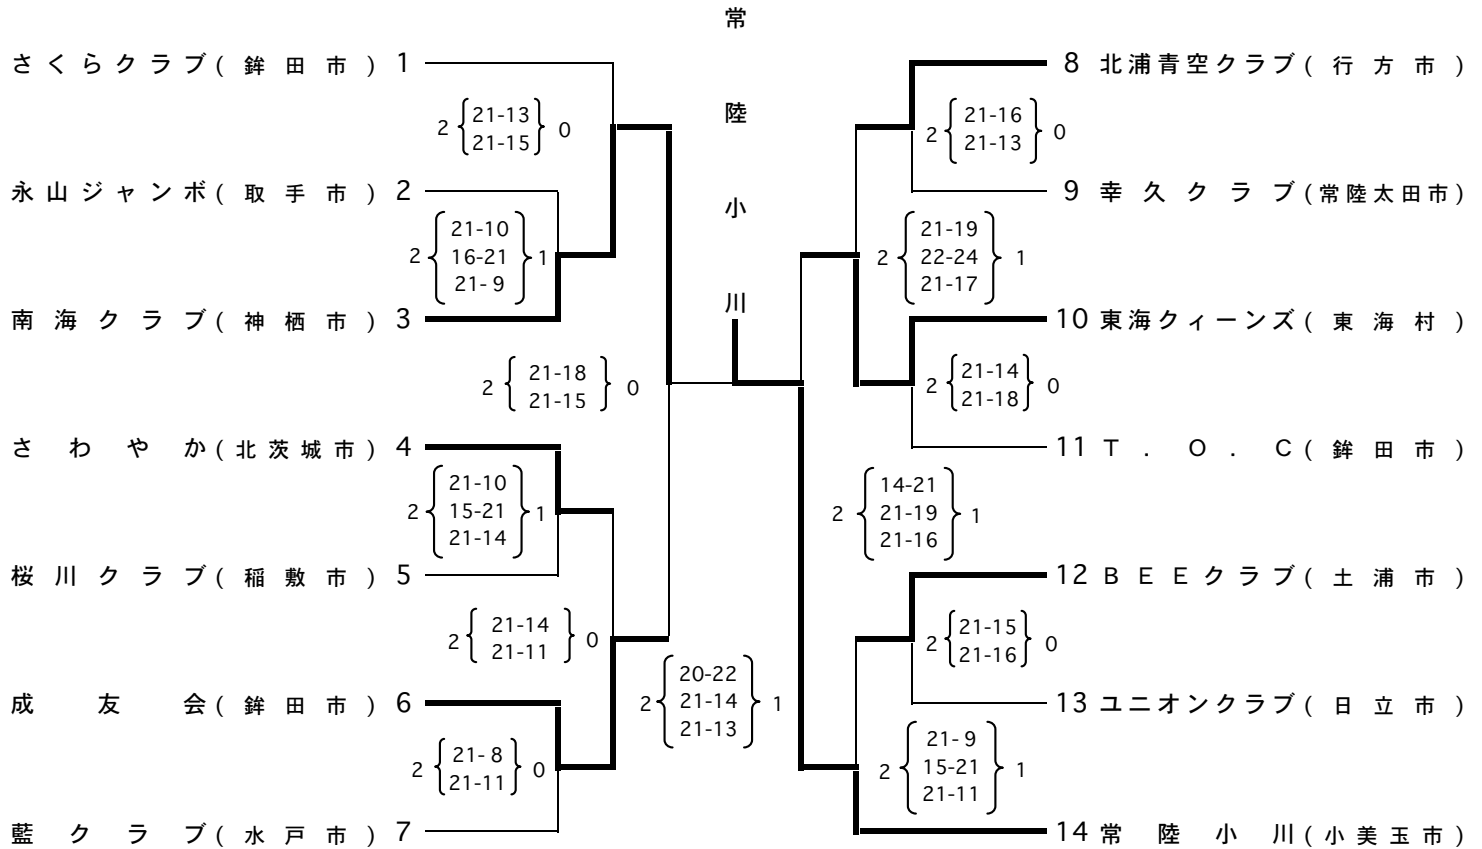 常陸小川
さくらクラブ(鉾田市) 1
2 21-13 0
21-15
永山ジャンボ(取手市) 2
21-10
2 16-21 1
21- 9
南海クラブ(神栖市) 3
2 21-18 0
21-15
さわやか(北茨城市) 4
21-10
2 15-21 1
21-14
桜川クラブ(稲敷市) 5
2 21-14 0
21-11
成友会(鉾田市) 6
2 21- 8 0
21-11
藍クラブ(水戸市) 7
20-22
2 21-14 1
21-13
8 北浦青空クラブ(行方市)
2 21-16 0
21-13
9 幸久クラブ(常陸太田市)
21-19
2 22-24 1
21-17
10 東海クィーンズ(東海村)
2 21-14 0
21-18
11 T.O.C(鉾田市)
14-21
2 21-19 1
21-16
12 BEEクラブ(土浦市)
2 21-15 0
21-16
13 ユニオンクラブ(日立市)
21- 9
2 15-21 1
21-11
14 常陸小川(小美玉市)